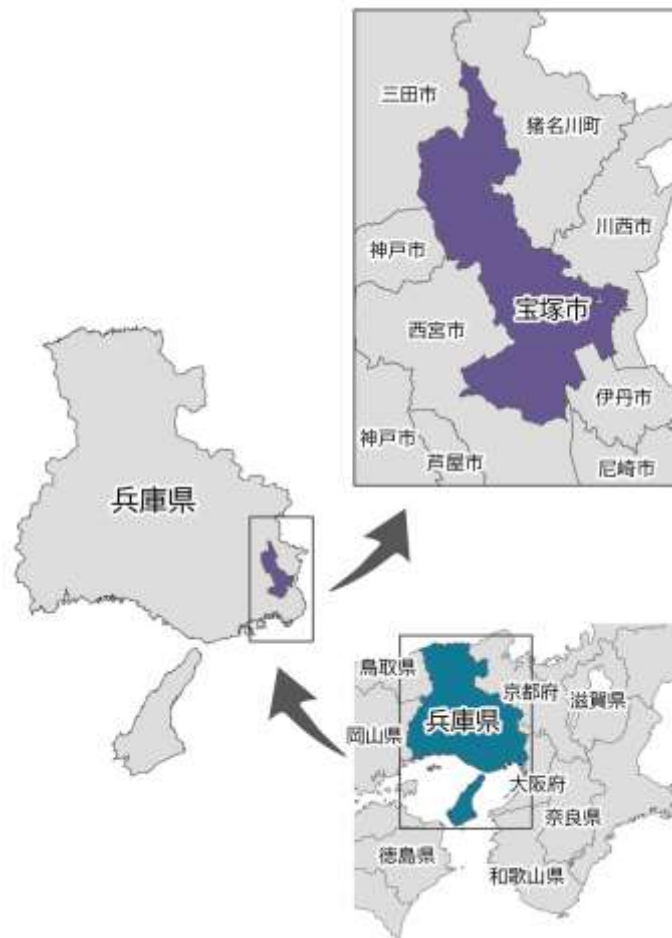 三田市
猪名川町
川西市
神戸市
宝塚市
西宮市
伊丹市
神戸市
芦屋市
尼崎市
兵庫県
鳥取県
京都府
滋賀県
兵庫県
岡山県
大阪府
奈良県
徳島県
和歌山県